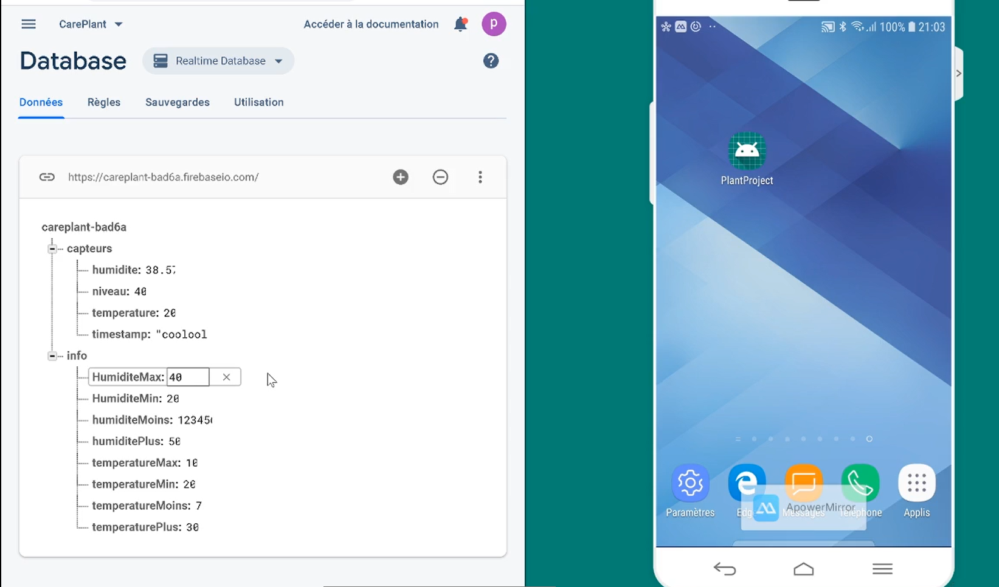 CarePlant
Accéder à la documentation
p
Database
Realtime Database
?
Données
Règles
Sauvegardes
Utilisation
https://careplant-bad6a.firebaseio.com/
careplant-bad6a
capteurs
humidite: 38.57
niveau: 40
temperature: 20
timestamp: "coolool
info
HumiditeMax: 40
HumiditeMin: 20
humiditeMoins: 12345
humiditePlus: 50
temperatureMax: 10
temperatureMin: 20
temperatureMoins: 7
temperaturePlus: 30
100% 21:03
PlantProject
ApowerMirror
Paramètres
Edg
Messages
Téléphone
Applis